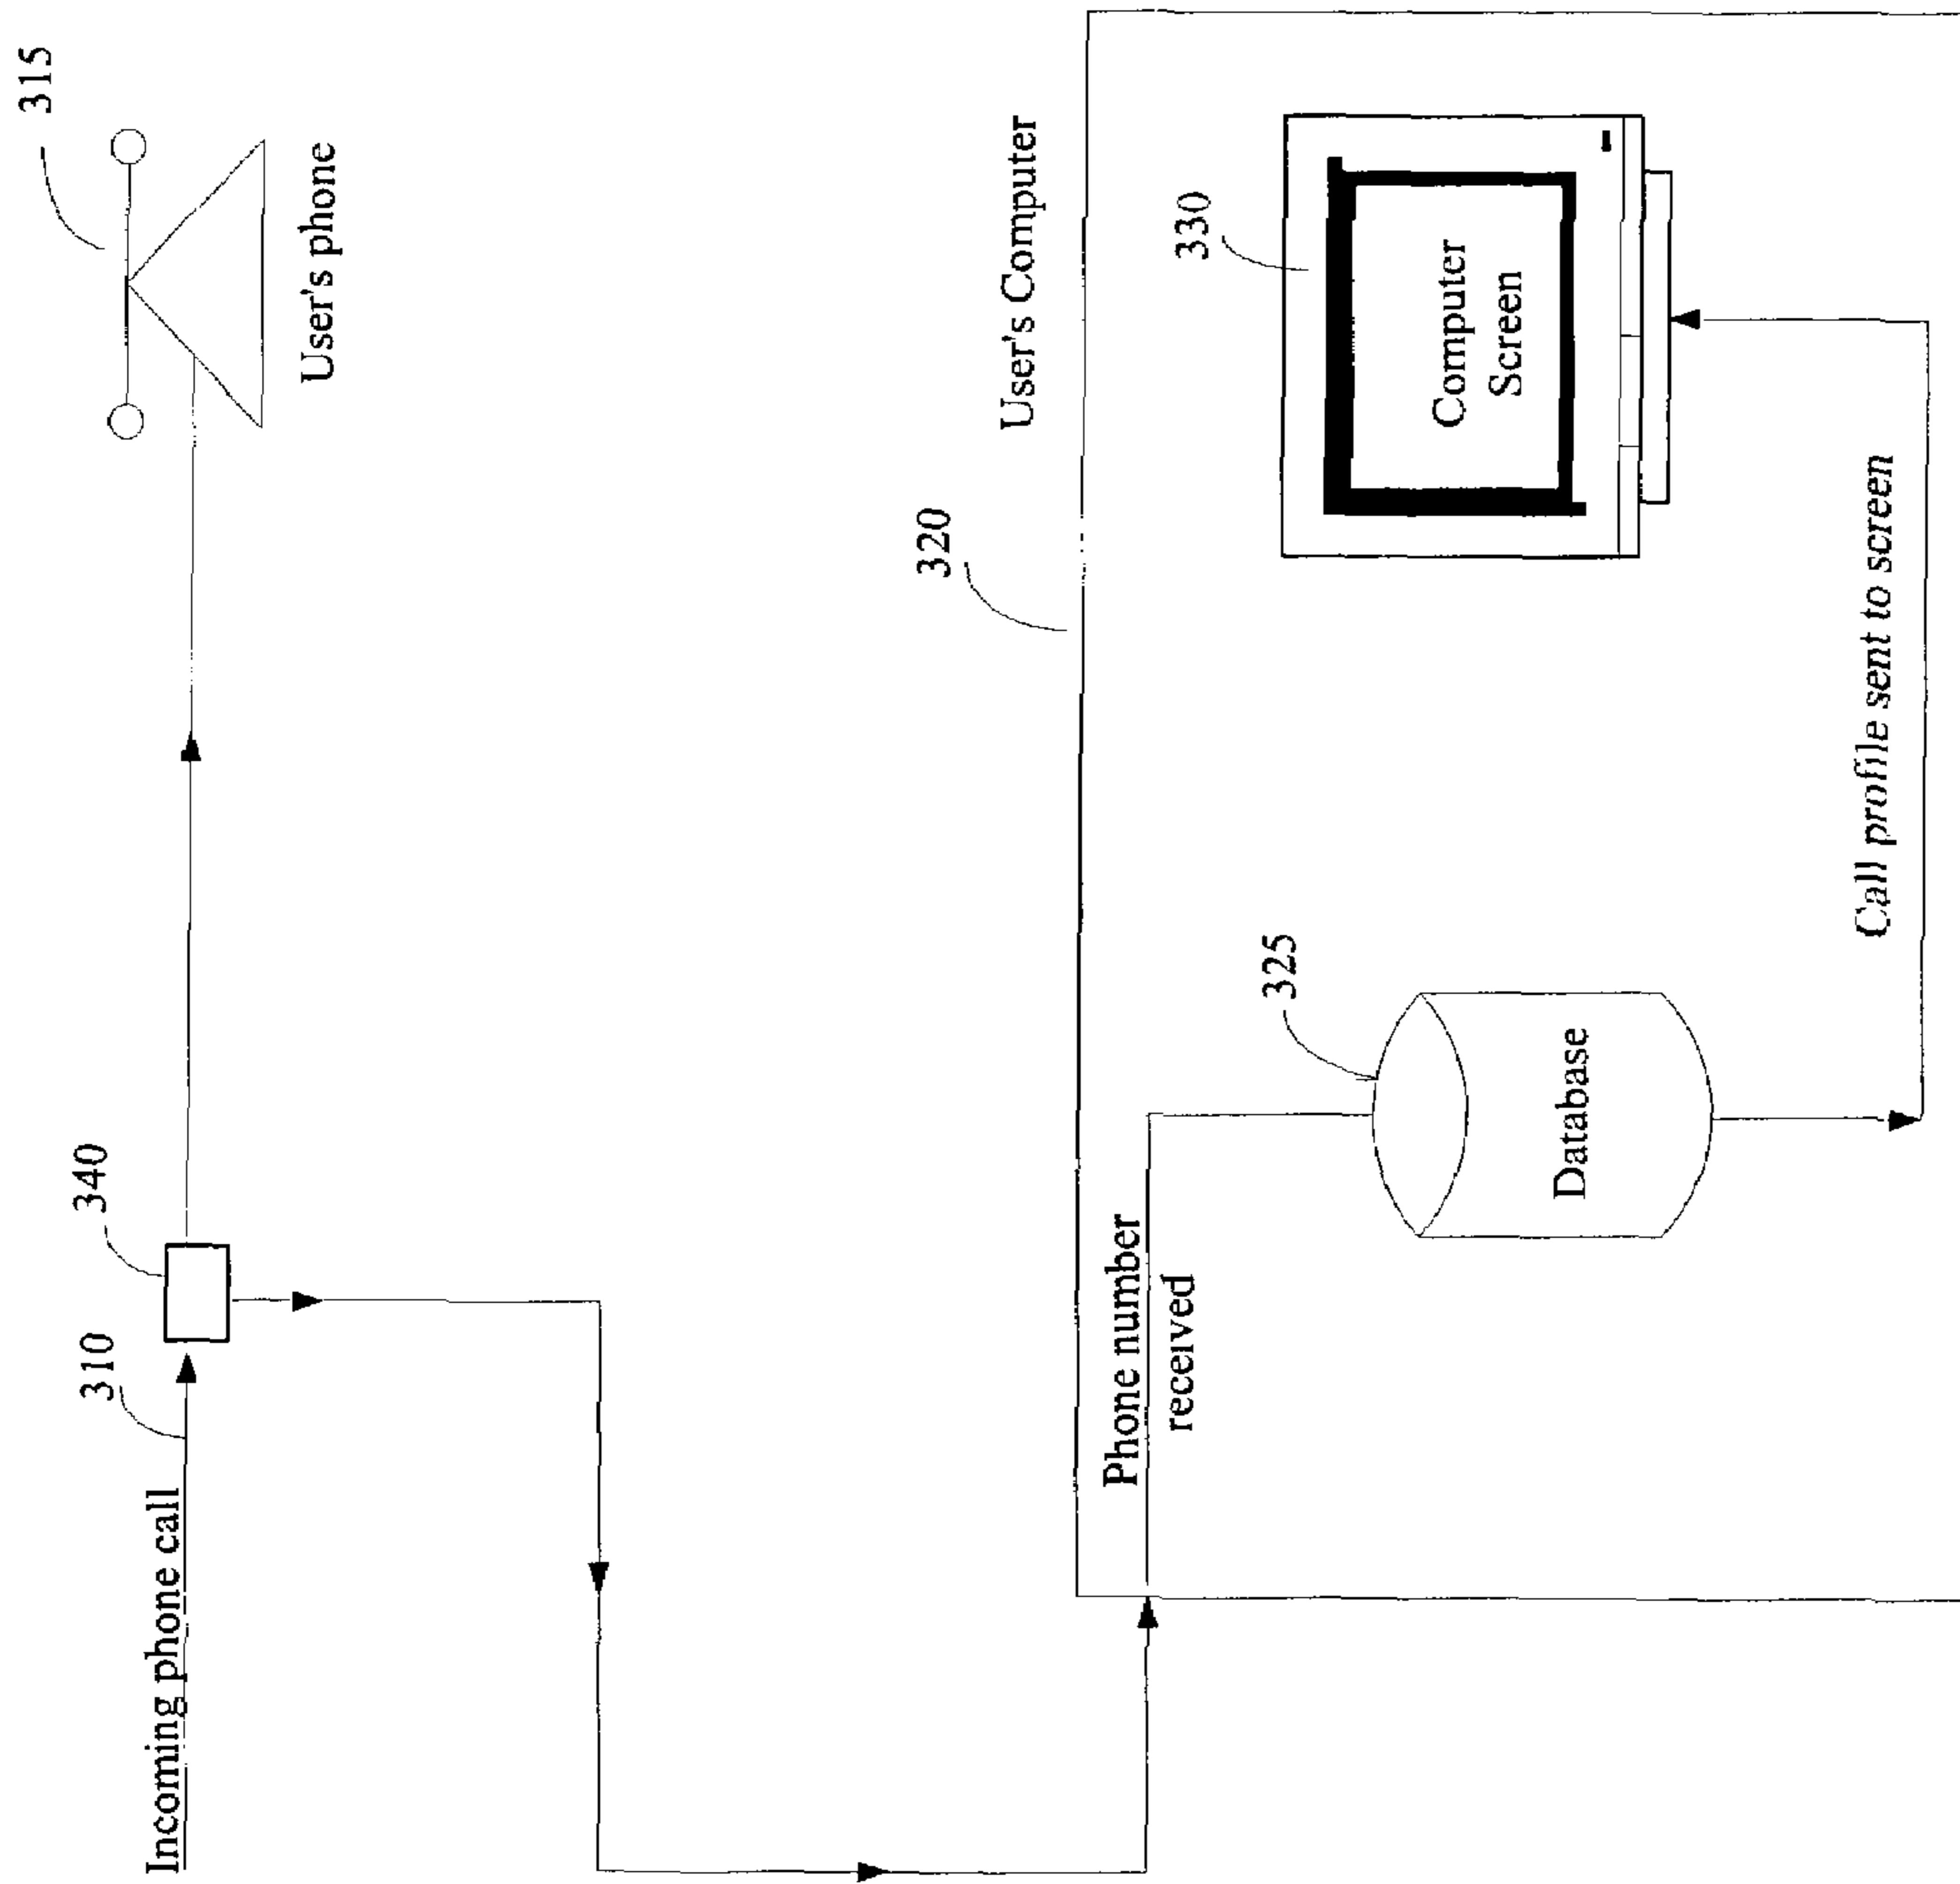 315
User's phone
340
310
Incoming phone call
320
User's Computer
330
Computer
Screen
Phone number
received
325
Database
Call profile sent to screen